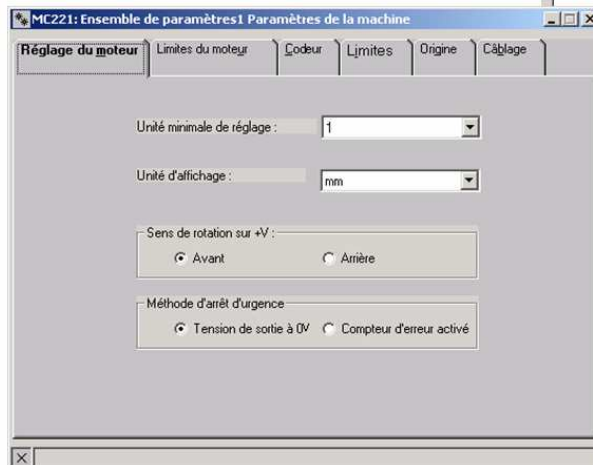 MC221: Ensemble de paramètres1 Paramètres de la machine
Réglage du moteur Limites du moteur Codeur Limites Origine Câblage
Unité minimale de réglage : 1
Unité d'affichage : mm
Sens de rotation sur +V :
Avant Arrière
Méthode d'arrêt d'urgence
Tension de sortie à 0V Compteur d'erreur activé